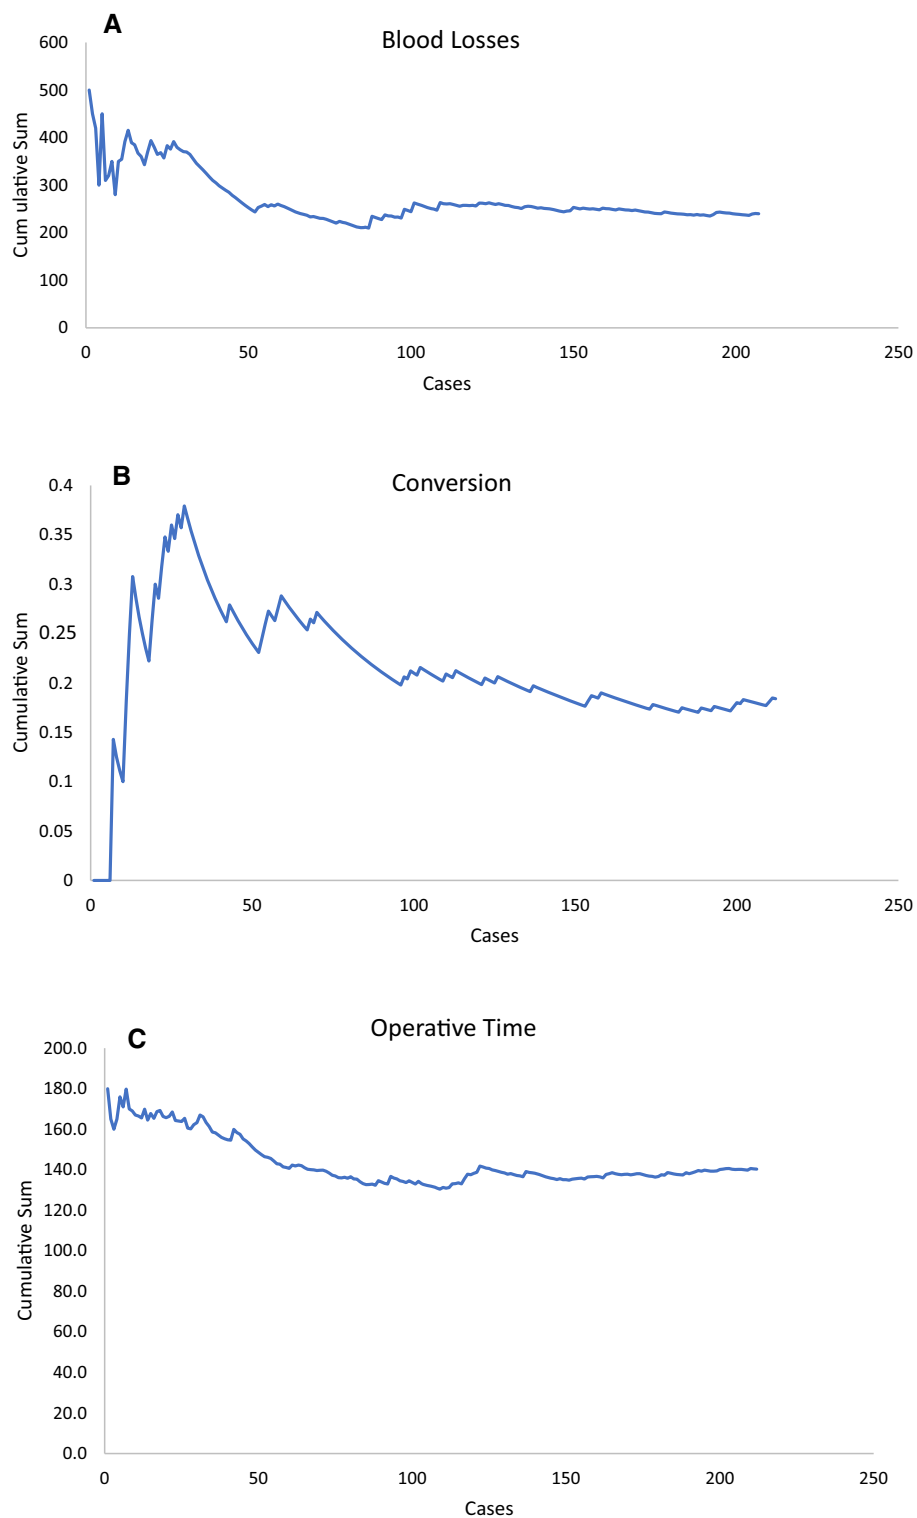 A
Blood Losses
600
500
400
300
200
100
0
Cum ulative Sum
0 50 100 150 200 250
Cases
B
Conversion
0.4
0.35
0.3
0.25
0.2
0.15
0.1
0.05
0
Cumulative Sum
0 50 100 150 200 250
Cases
C
Operative Time
200.0
180.0
160.0
140.0
120.0
100.0
80.0
60.0
40.0
20.0
0.0
Cumulative Sum
0 50 100 150 200 250
Cases